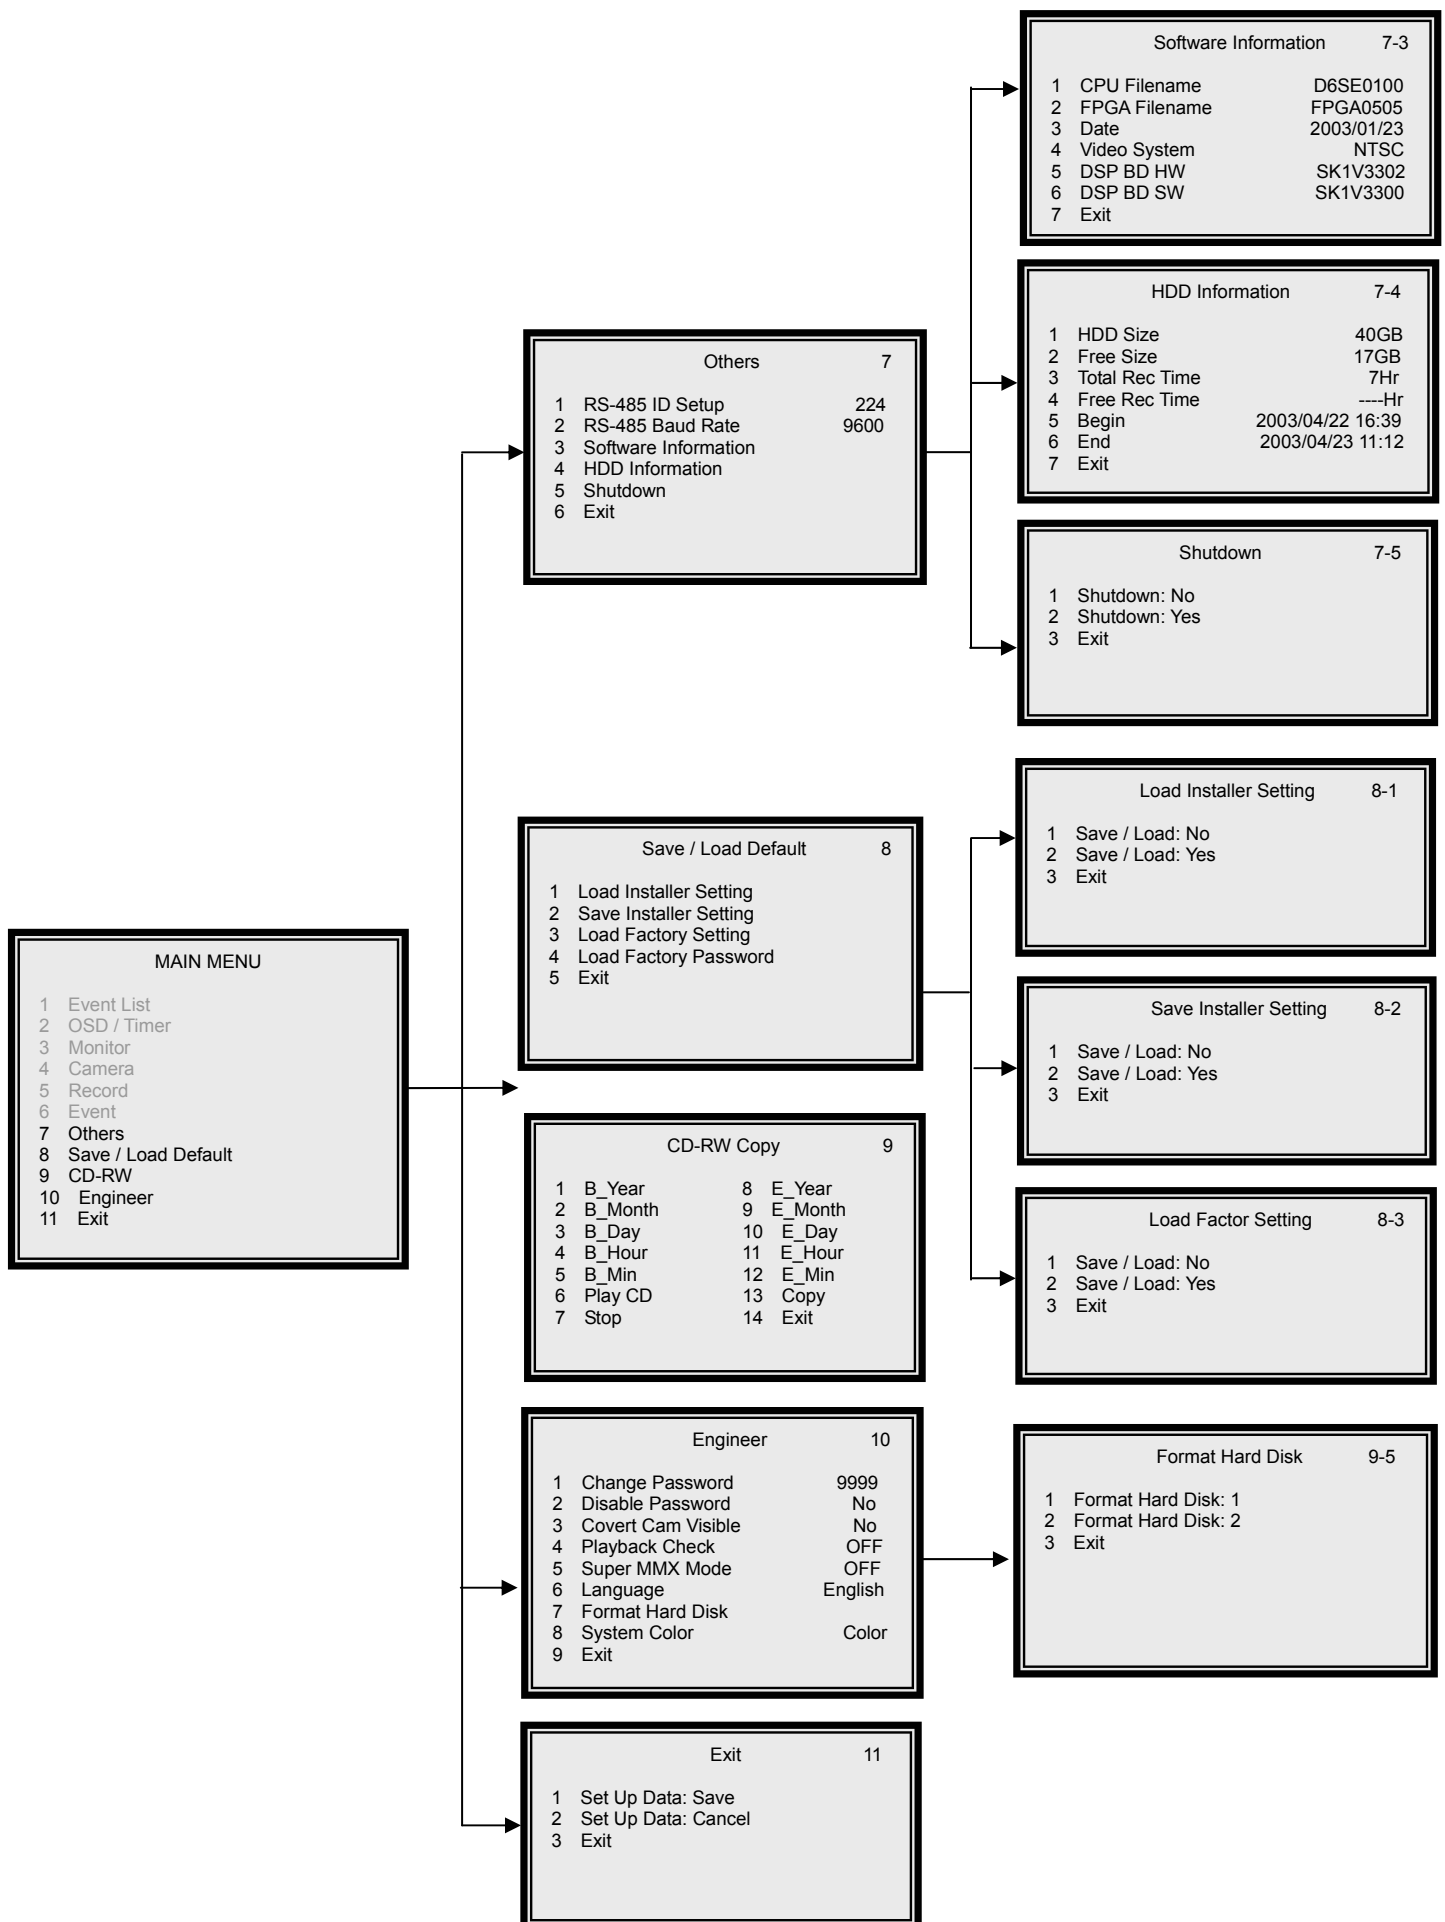 Software Information 7-3
1 CPU Filename D6SE0100
2 FPGA Filename FPGA0505
3 Date 2003/01/23
4 Video System NTSC
5 DSP BD HW SK1V3302
6 DSP BD SW SK1V3300
7 Exit
HDD Information 7-4
1 HDD Size 40GB
2 Free Size 17GB
3 Total Rec Time 7Hr
4 Free Rec Time ----Hr
5 Begin 2003/04/22 16:39
6 End 2003/04/23 11:12
7 Exit
Others 7
1 RS-485 ID Setup 224
2 RS-485 Baud Rate 9600
3 Software Information
4 HDD Information
5 Shutdown
6 Exit
Shutdown 7-5
1 Shutdown: No
2 Shutdown: Yes
3 Exit
Load Installer Setting 8-1
1 Save / Load: No
2 Save / Load: Yes
3 Exit
Save / Load Default 8
1 Load Installer Setting
2 Save Installer Setting
3 Load Factory Setting
4 Load Factory Password
5 Exit
MAIN MENU
1 Event List
2 OSD / Timer
3 Monitor
4 Camera
5 Record
6 Event
7 Others
8 Save / Load Default
9 CD-RW
10 Engineer
11 Exit
Save Installer Setting 8-2
1 Save / Load: No
2 Save / Load: Yes
3 Exit
CD-RW Copy 9
1 B_Year 8 E_Year
2 B_Month 9 E_Month
3 B_Day 10 E_Day
4 B_Hour 11 E_Hour
5 B_Min 12 E_Min
6 Play CD 13 Copy
7 Stop 14 Exit
Load Factor Setting 8-3
1 Save / Load: No
2 Save / Load: Yes
3 Exit
Engineer 10
1 Change Password 9999
2 Disable Password No
3 Covert Cam Visible No
4 Playback Check OFF
5 Super MMX Mode OFF
6 Language English
7 Format Hard Disk
8 System Color Color
9 Exit
Format Hard Disk 9-5
1 Format Hard Disk: 1
2 Format Hard Disk: 2
3 Exit
Exit 11
1 Set Up Data: Save
2 Set Up Data: Cancel
3 Exit